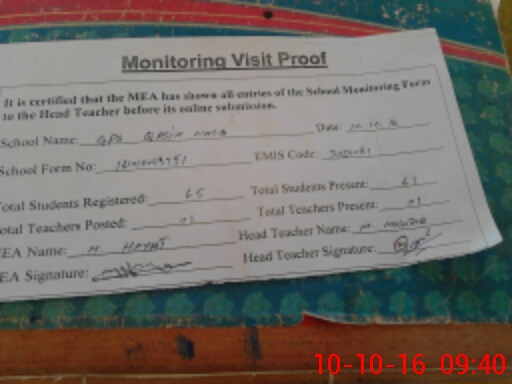 Monitoring Visit Proof
It is certified that the MEA has shown all entries of the School Monitoring Form
to the Head Teacher before its online submission.
School Name: GPS Date: 10.10.16
School Form No: EMIS Code:
Total Students Registered: 65 Total Students Present: 61
Total Teachers Posted: 01 Total Teachers Present: 01
MEA Name: M. HAYAT Head Teacher Name: M.
MEA Signature: Head Teacher Signature:
10-10-16 09:40